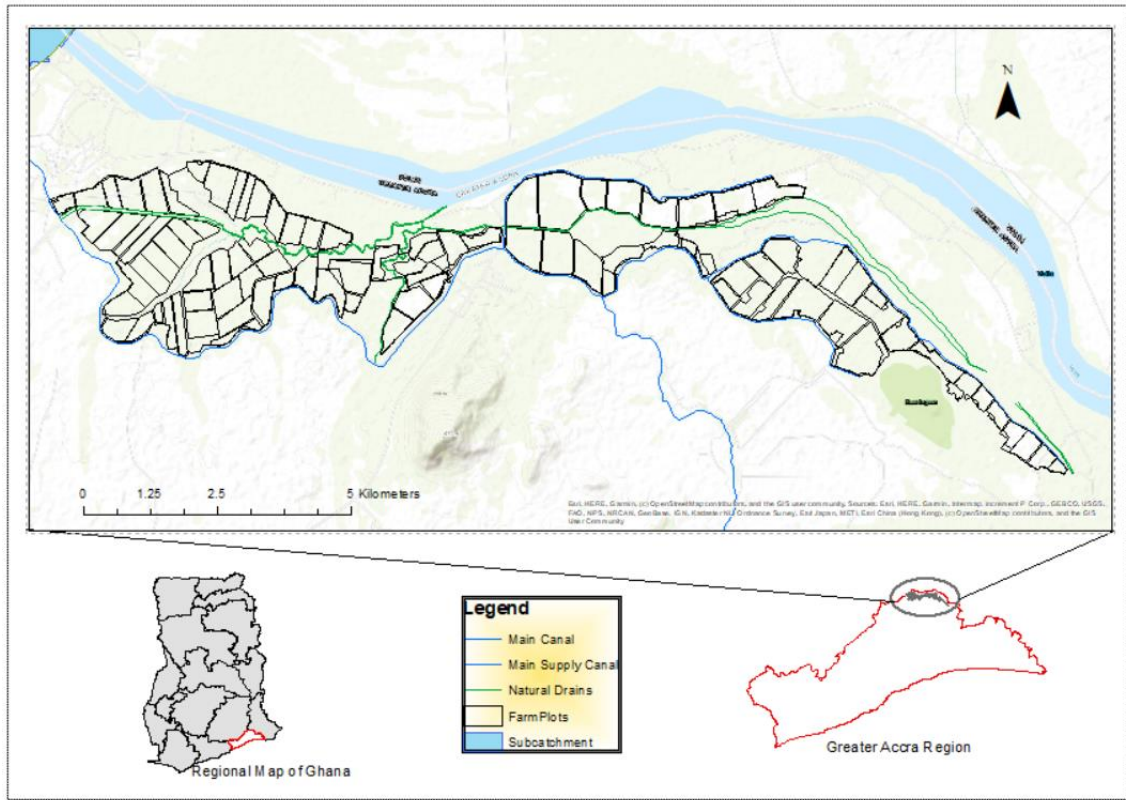 N
0 1.25 2.5 5 Kilometers
Esri, HERE, Garmin, (c) OpenStreetMap contributors, and the GIS user community, Sources: Esri, HERE, Garmin, Intermap, increment P Corp., GEBCO, USGS,
FAO, NPS, NRCAN, GeoBase, IGN, Kadaster NL, Ordnance Survey, Esri Japan, METI, Esri China (Hong Kong), (c) OpenStreetMap contributors, and the GIS
User Community
Legend
Main Canal
Main Supply Canal
Natural Drains
FarmPlots
Subcatchment
Regional Map of Ghana
Greater Accra Region